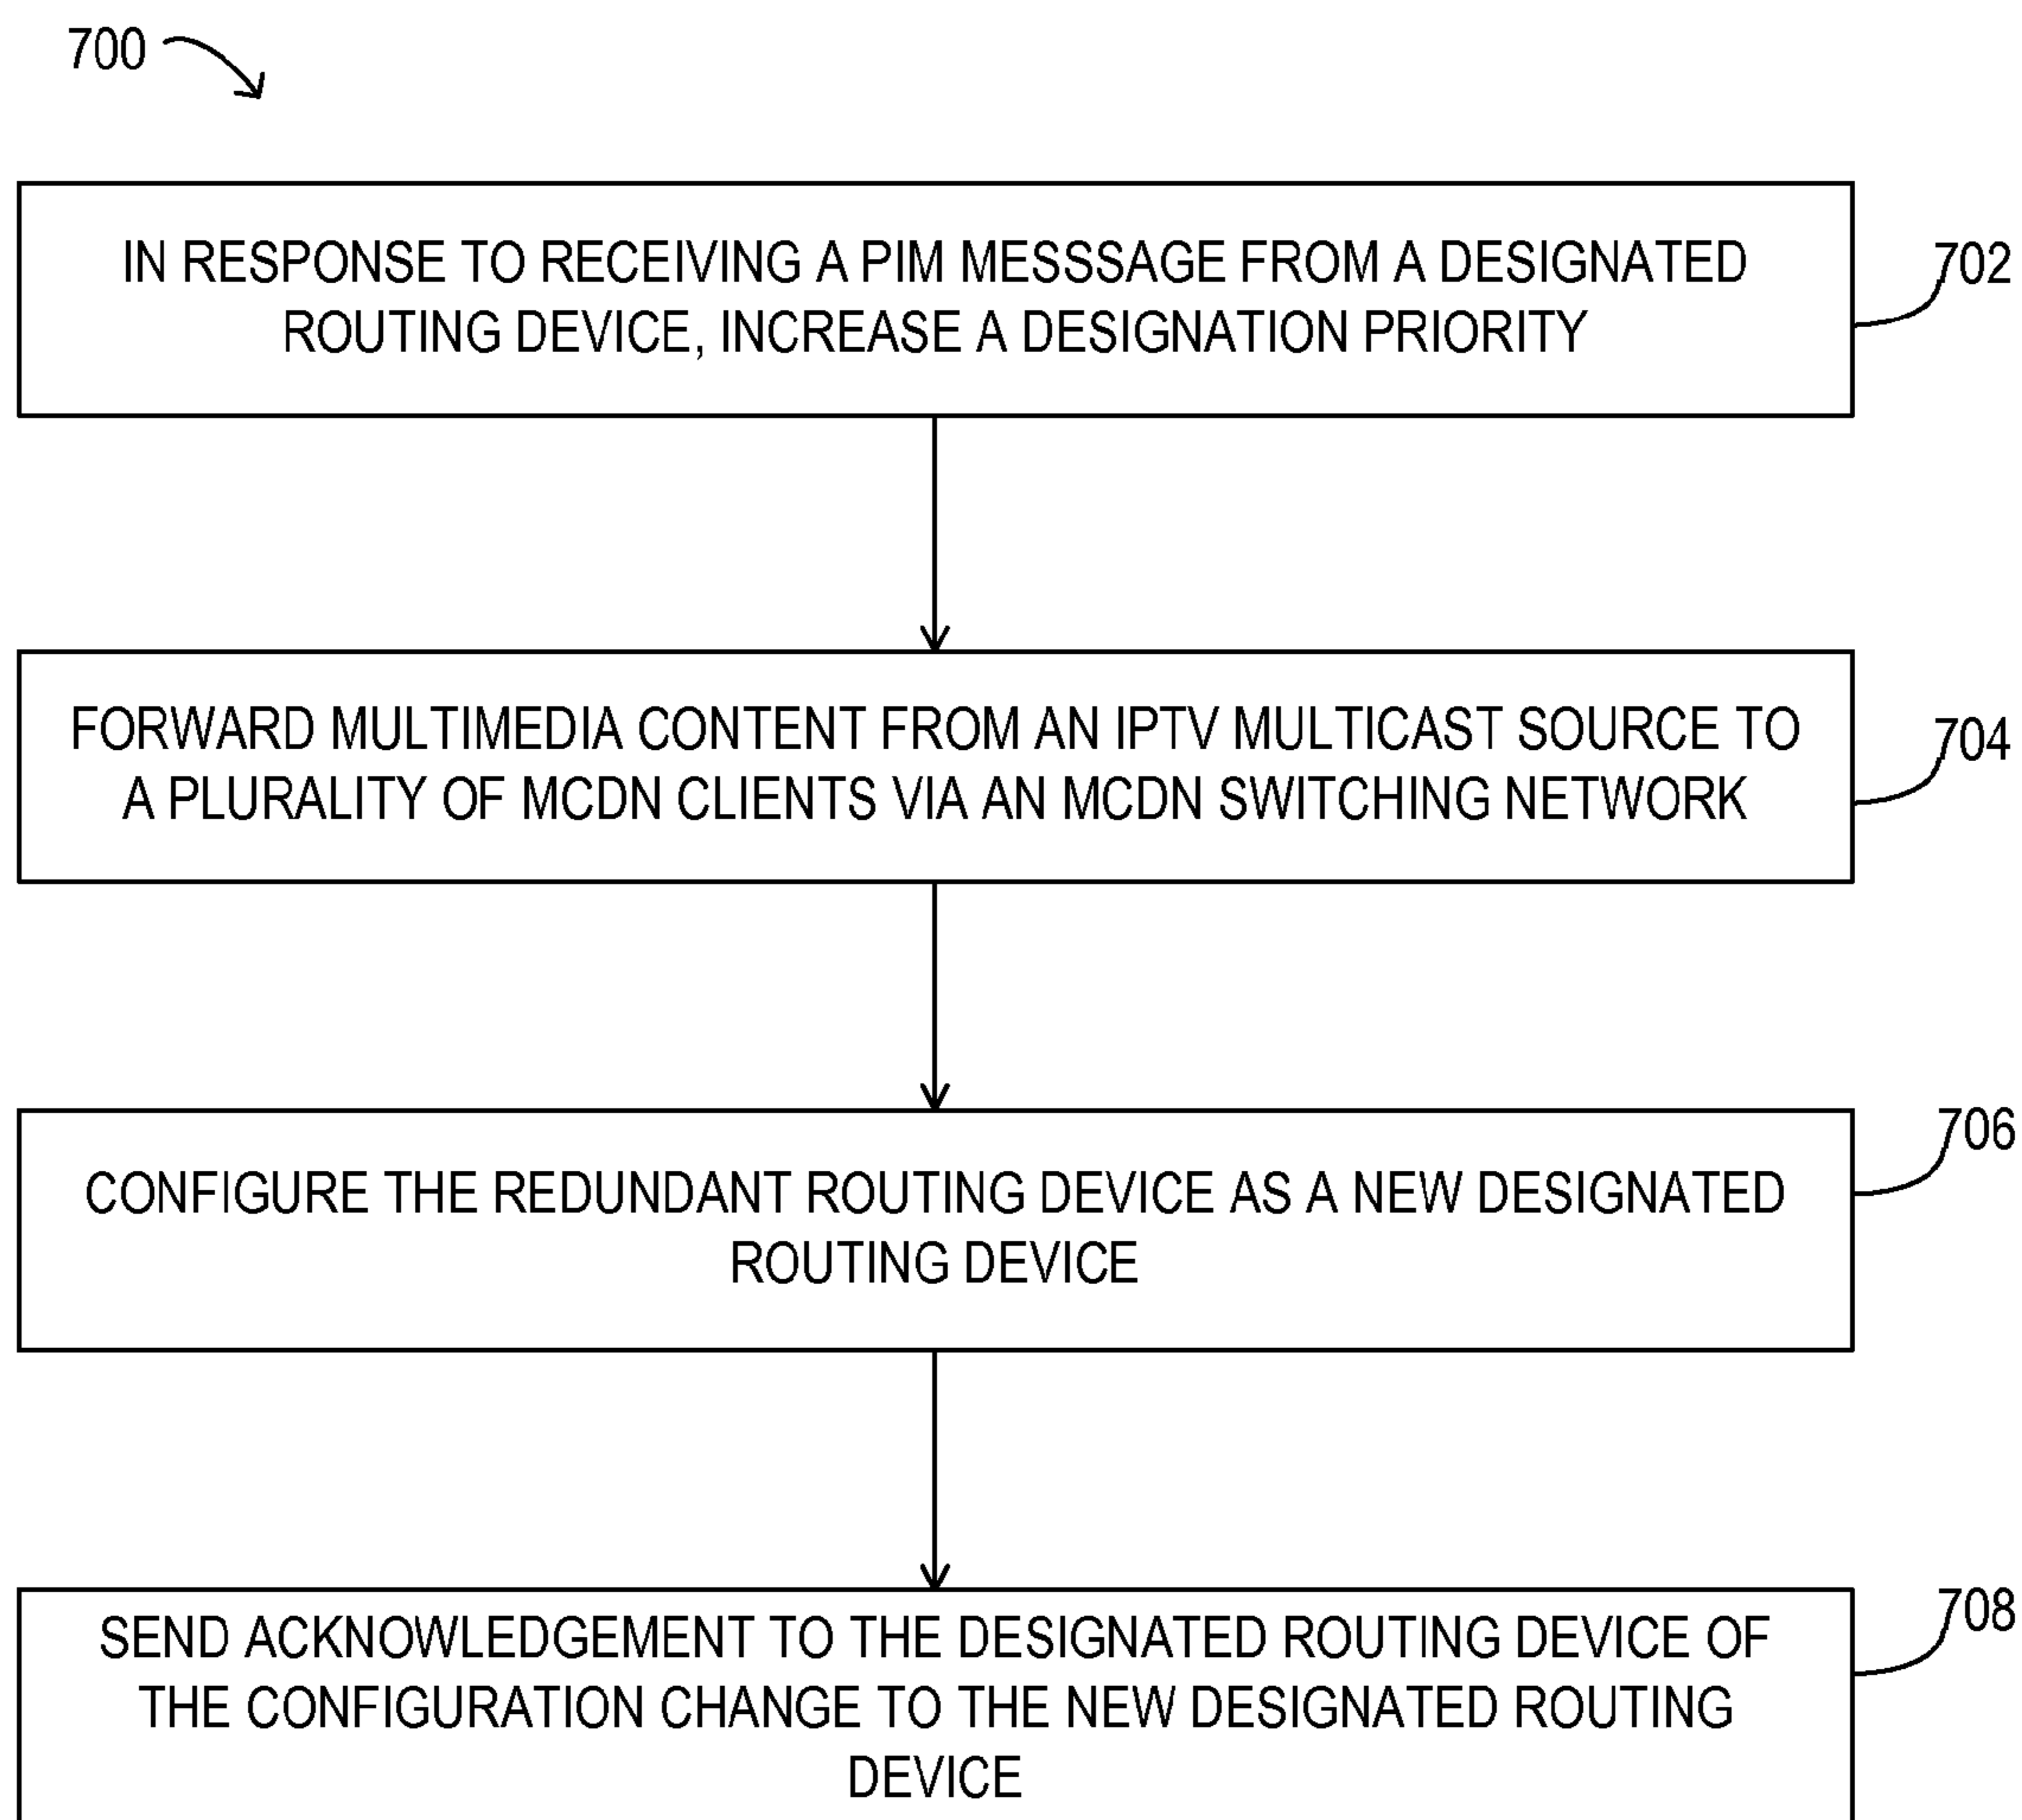 700
IN RESPONSE TO RECEIVING A PIM MESSSAGE FROM A DESIGNATED
ROUTING DEVICE, INCREASE A DESIGNATION PRIORITY
702
FORWARD MULTIMEDIA CONTENT FROM AN IPTV MULTICAST SOURCE TO
A PLURALITY OF MCDN CLIENTS VIA AN MCDN SWITCHING NETWORK
704
CONFIGURE THE REDUNDANT ROUTING DEVICE AS A NEW DESIGNATED
ROUTING DEVICE
706
SEND ACKNOWLEDGEMENT TO THE DESIGNATED ROUTING DEVICE OF
THE CONFIGURATION CHANGE TO THE NEW DESIGNATED ROUTING
DEVICE
708